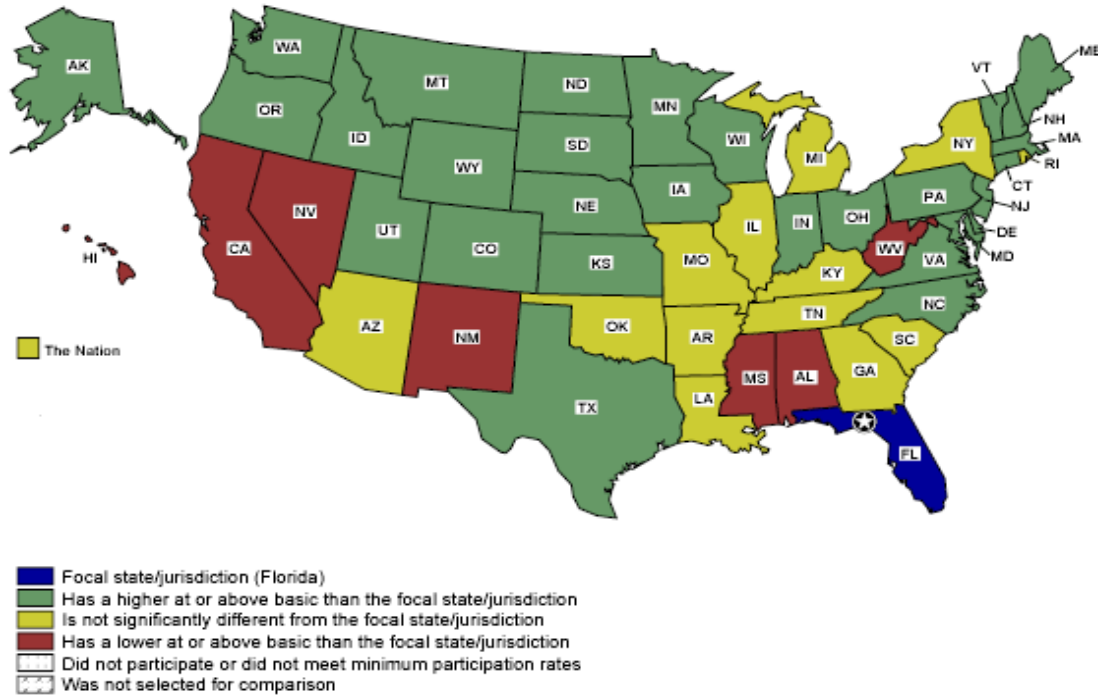 AK
WA
MT
ND
MN
VT
ME
OR
ID
SD
WI
MI
NY
NH
MA
WY
RI
CT
IA
PA
NE
NJ
NV
UT
CO
IL
IN
OH
DE
MD
CA
KS
MO
WV
VA
HI
KY
NC
AZ
NM
OK
AR
TN
SC
The Nation
MS
AL
GA
TX
LA
FL
Focal state/jurisdiction (Florida)
Has a higher at or above basic than the focal state/jurisdiction
Is not significantly different from the focal state/jurisdiction
Has a lower at or above basic than the focal state/jurisdiction
Did not participate or did not meet minimum participation rates
Was not selected for comparison